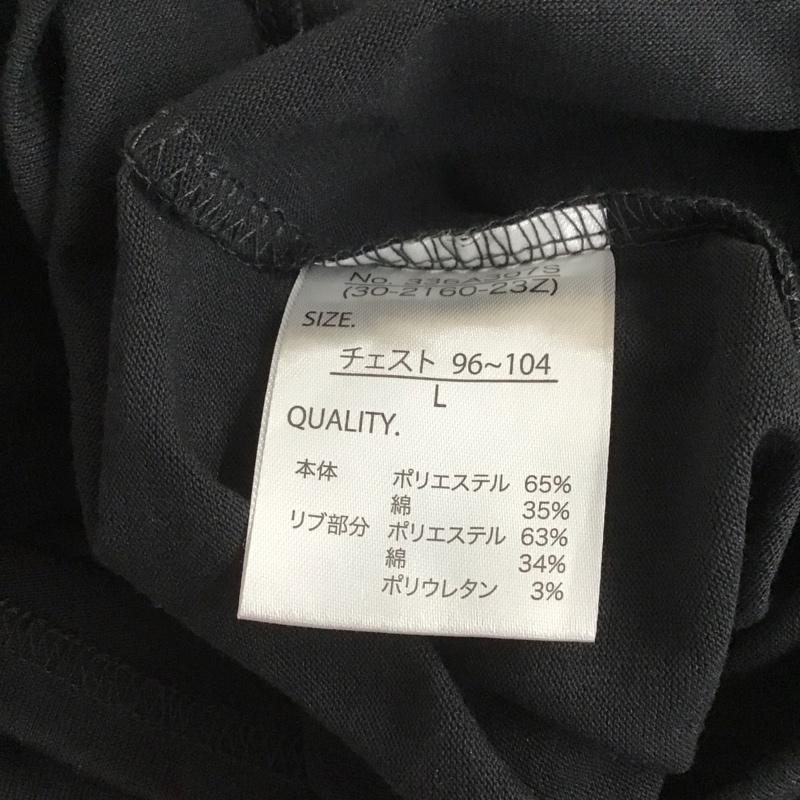 No. 335A307S
(30-2160-23Z)
SIZE.
チェスト 96~104
L
QUALITY.
本体 ポリエステル 65%
綿 35%
リブ部分 ポリエステル 63%
綿 34%
ポリウレタン 3%